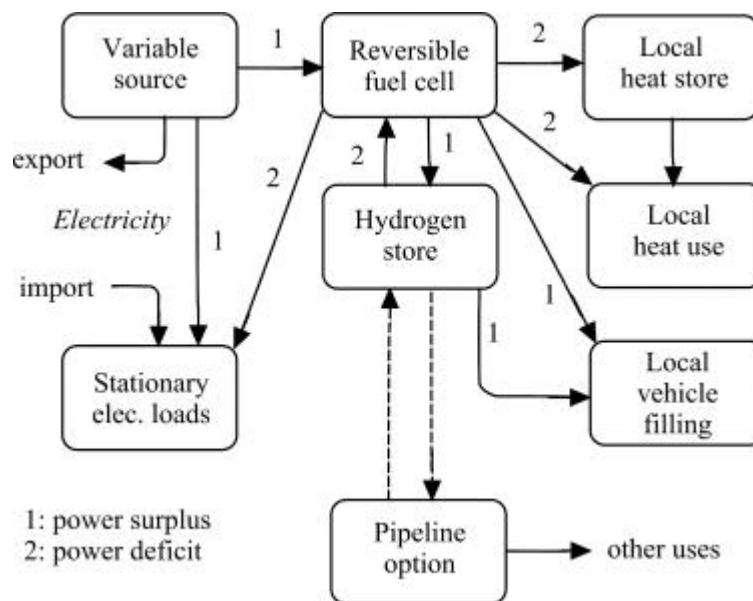 Variable
source
1
Reversible
fuel cell
2
Local
heat store
export
2
2
1
2
Electricity
1
Hydrogen
store
Local
heat use
import
1
1
Stationary
elec. loads
Local
vehicle
filling
1: power surplus
2: power deficit
Pipeline
option
other uses